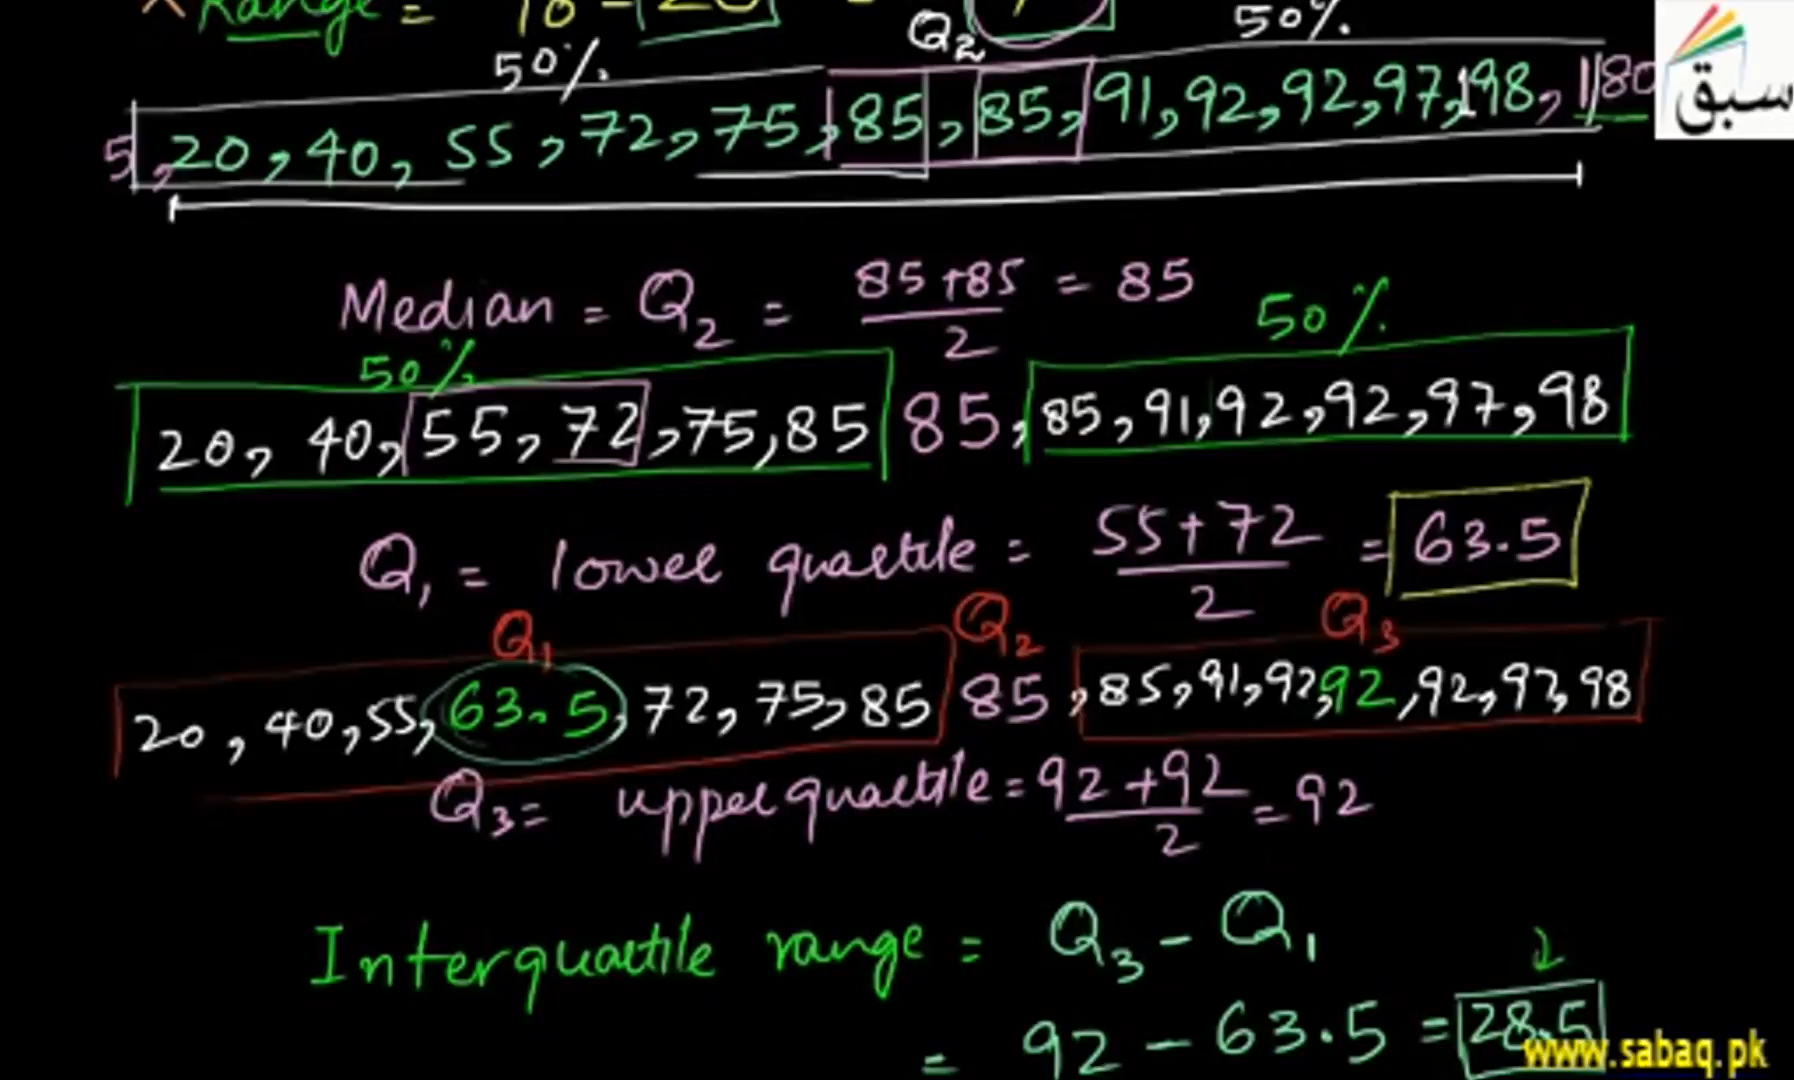 Range =
50%. Q2 50%.
5, 20, 40, 55, 72, 75, 85, 85, 91, 92, 92, 97, 98, 180
سبق
Median = Q2 = 85+85/2 = 85
50% 50%
20, 40, 55, 72, 75, 85 85, 85, 91, 92, 92, 97, 98
Q1 = lower quartile = 55+72/2 = 63.5
Q1 Q2 Q3
20, 40, 55, 63.5, 72, 75, 85 85, 85, 91, 92, 92, 92, 97, 98
Q3 = upper quartile = 92+92/2 = 92
Interquartile range = Q3 - Q1
= 92 - 63.5 = 28.5
www.sabaq.pk